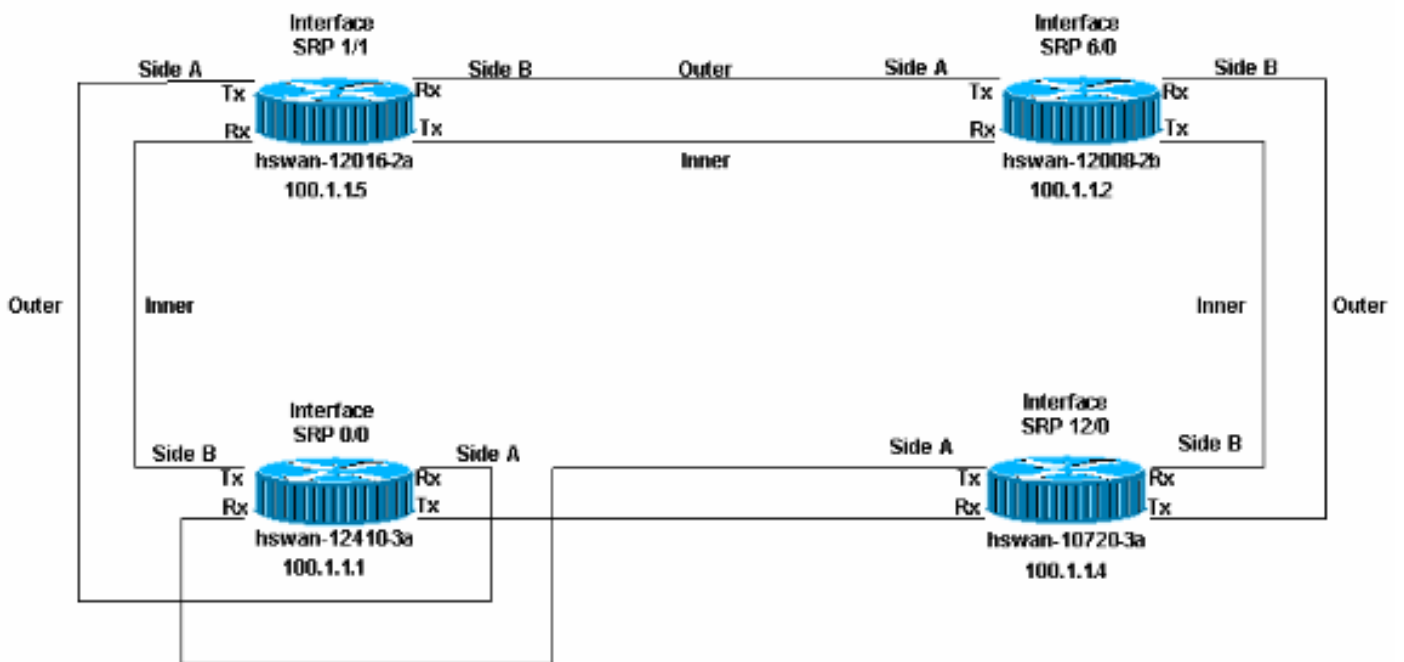 Interface
SRP 1/1
Interface
SRP 6/0
Side A
Side B
Outer
Side A
Side B
Tx
Rx
Tx
Rx
Rx
Tx
Rx
Tx
hswan-12016-2a
Inner
hswan-12008-2b
100.1.1.5
100.1.1.2
Outer
Inner
Inner
Outer
Interface
SRP 0/0
Interface
SRP 12/0
Side B
Side A
Side A
Side B
Tx
Rx
Tx
Rx
Rx
Tx
Rx
Tx
hswan-12410-3a
hswan-10720-3a
100.1.1.1
100.1.1.4